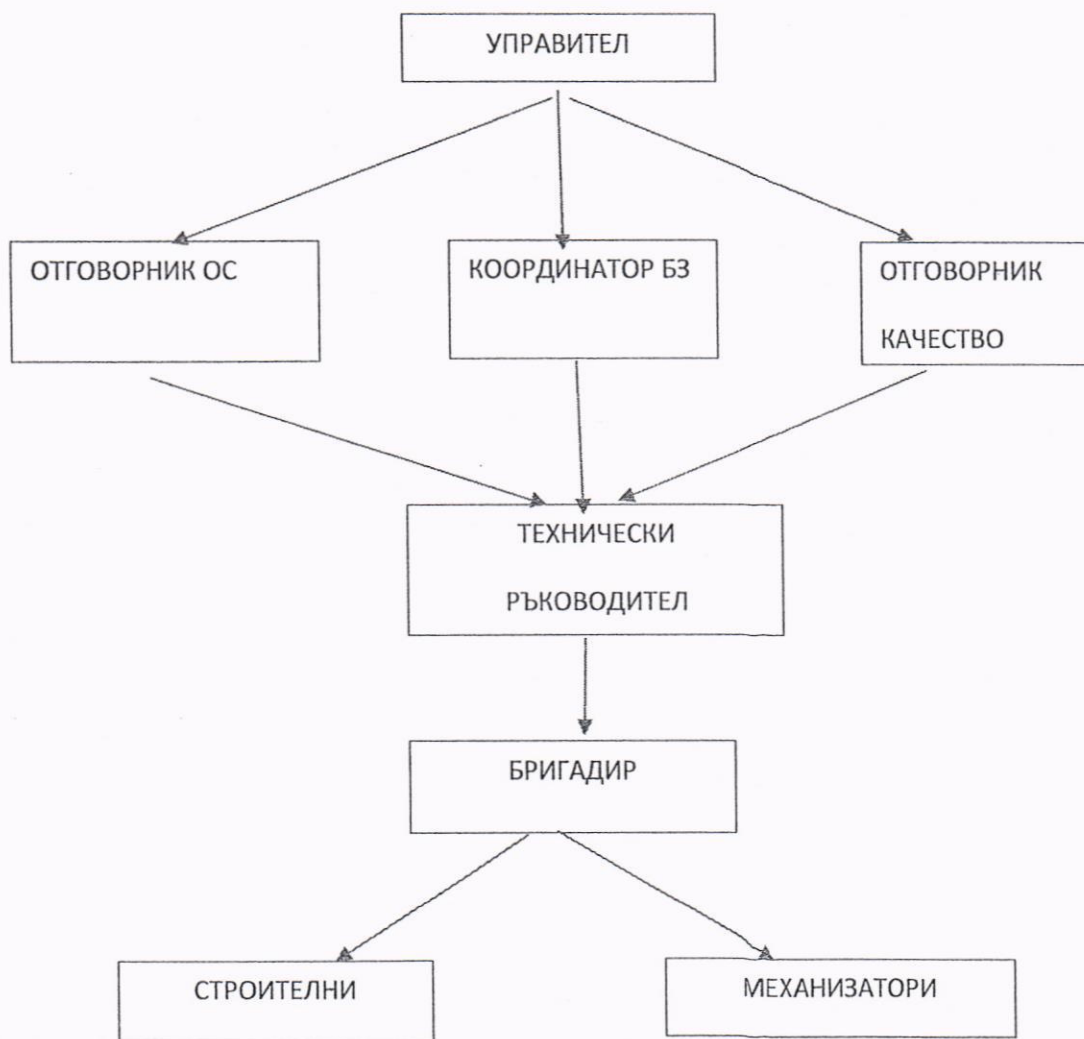 УПРАВИТЕЛ
ОТГОВОРНИК ОС
КООРДИНАТОР БЗ
ОТГОВОРНИК
КАЧЕСТВО
ТЕХНИЧЕСКИ
РЪКОВОДИТЕЛ
БРИГАДИР
СТРОИТЕЛНИ
МЕХАНИЗАТОРИ